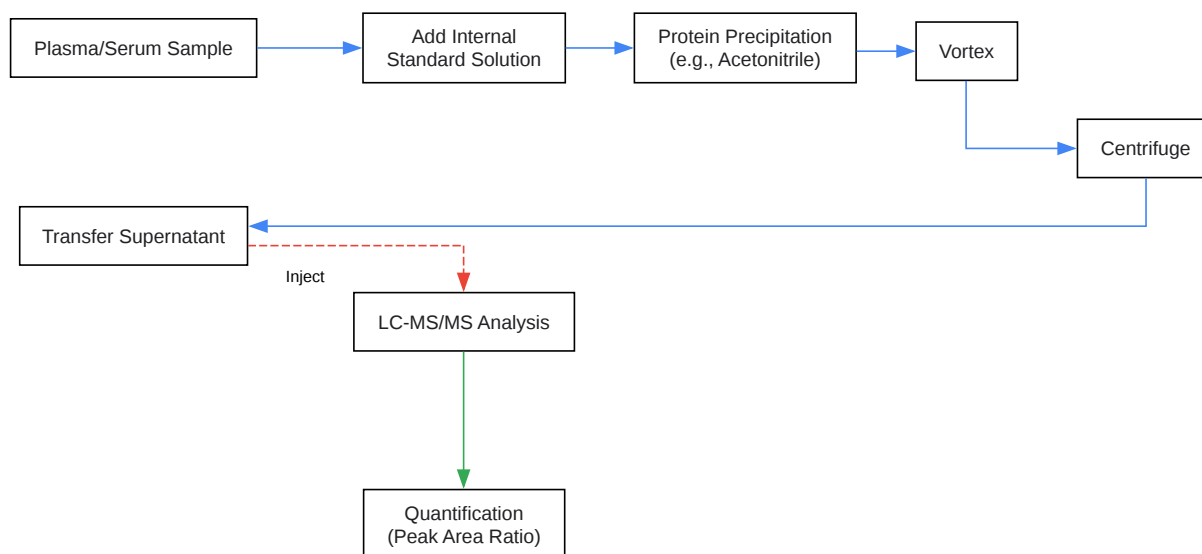 Plasma/Serum Sample
Add Internal
Standard Solution
Protein Precipitation
(e.g., Acetonitrile)
Vortex
Centrifuge
Transfer Supernatant
Inject
LC-MS/MS Analysis
Quantification
(Peak Area Ratio)